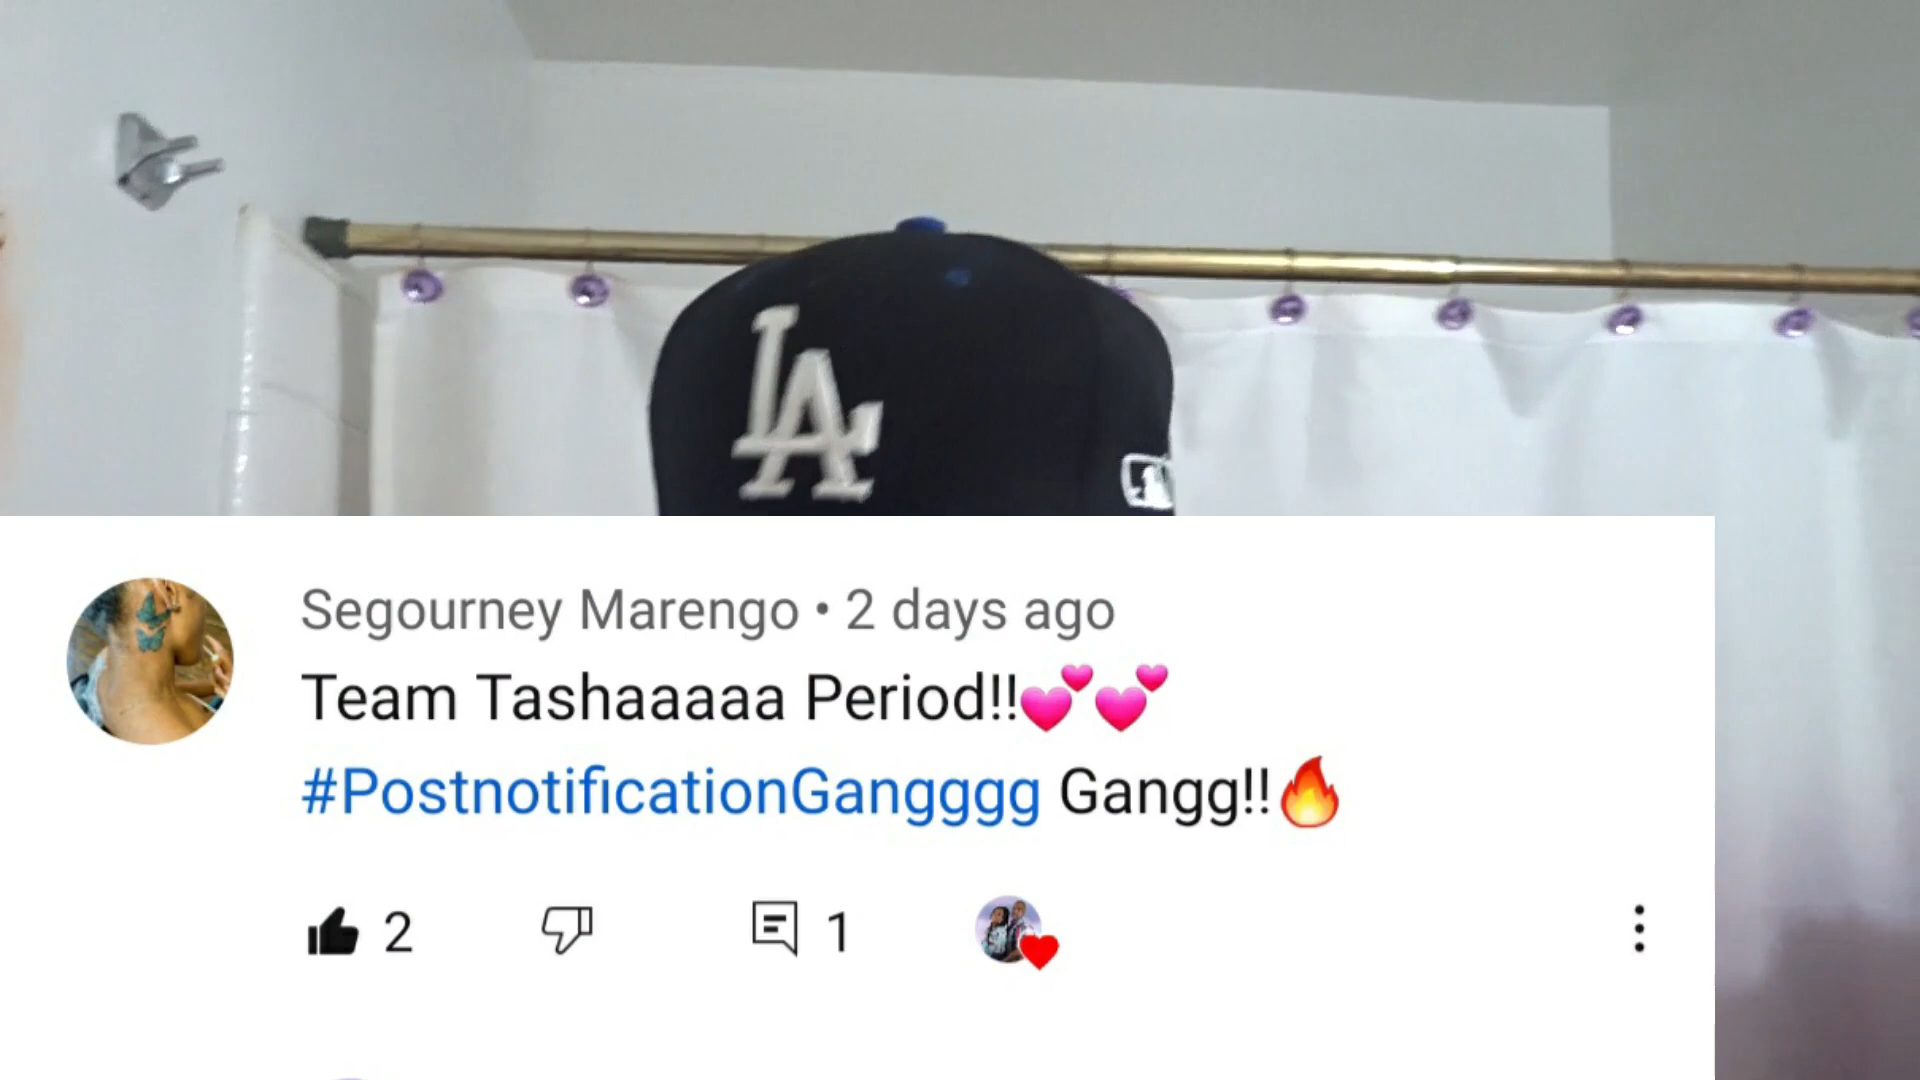 LA
Segourney Marengo • 2 days ago
Team Tashaaaaa Period!!💕💕
#PostnotificationGangggg Gangg!!🔥
2
1